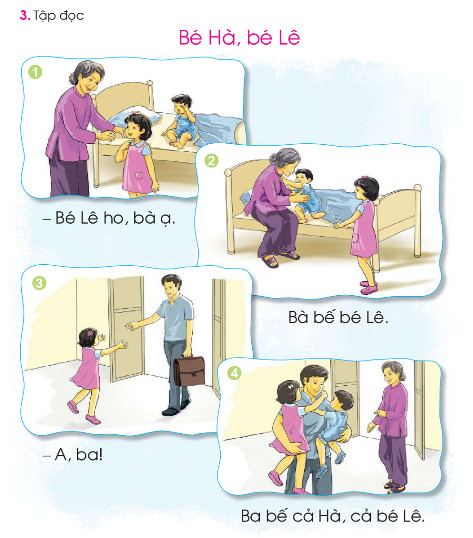 3. Tập đọc
Bé Hà, bé Lê
1
– Bé Lê ho, bà ạ.
2
Bà bế bé Lê.
3
– A, ba!
4
Ba bế cả Hà, cả bé Lê.